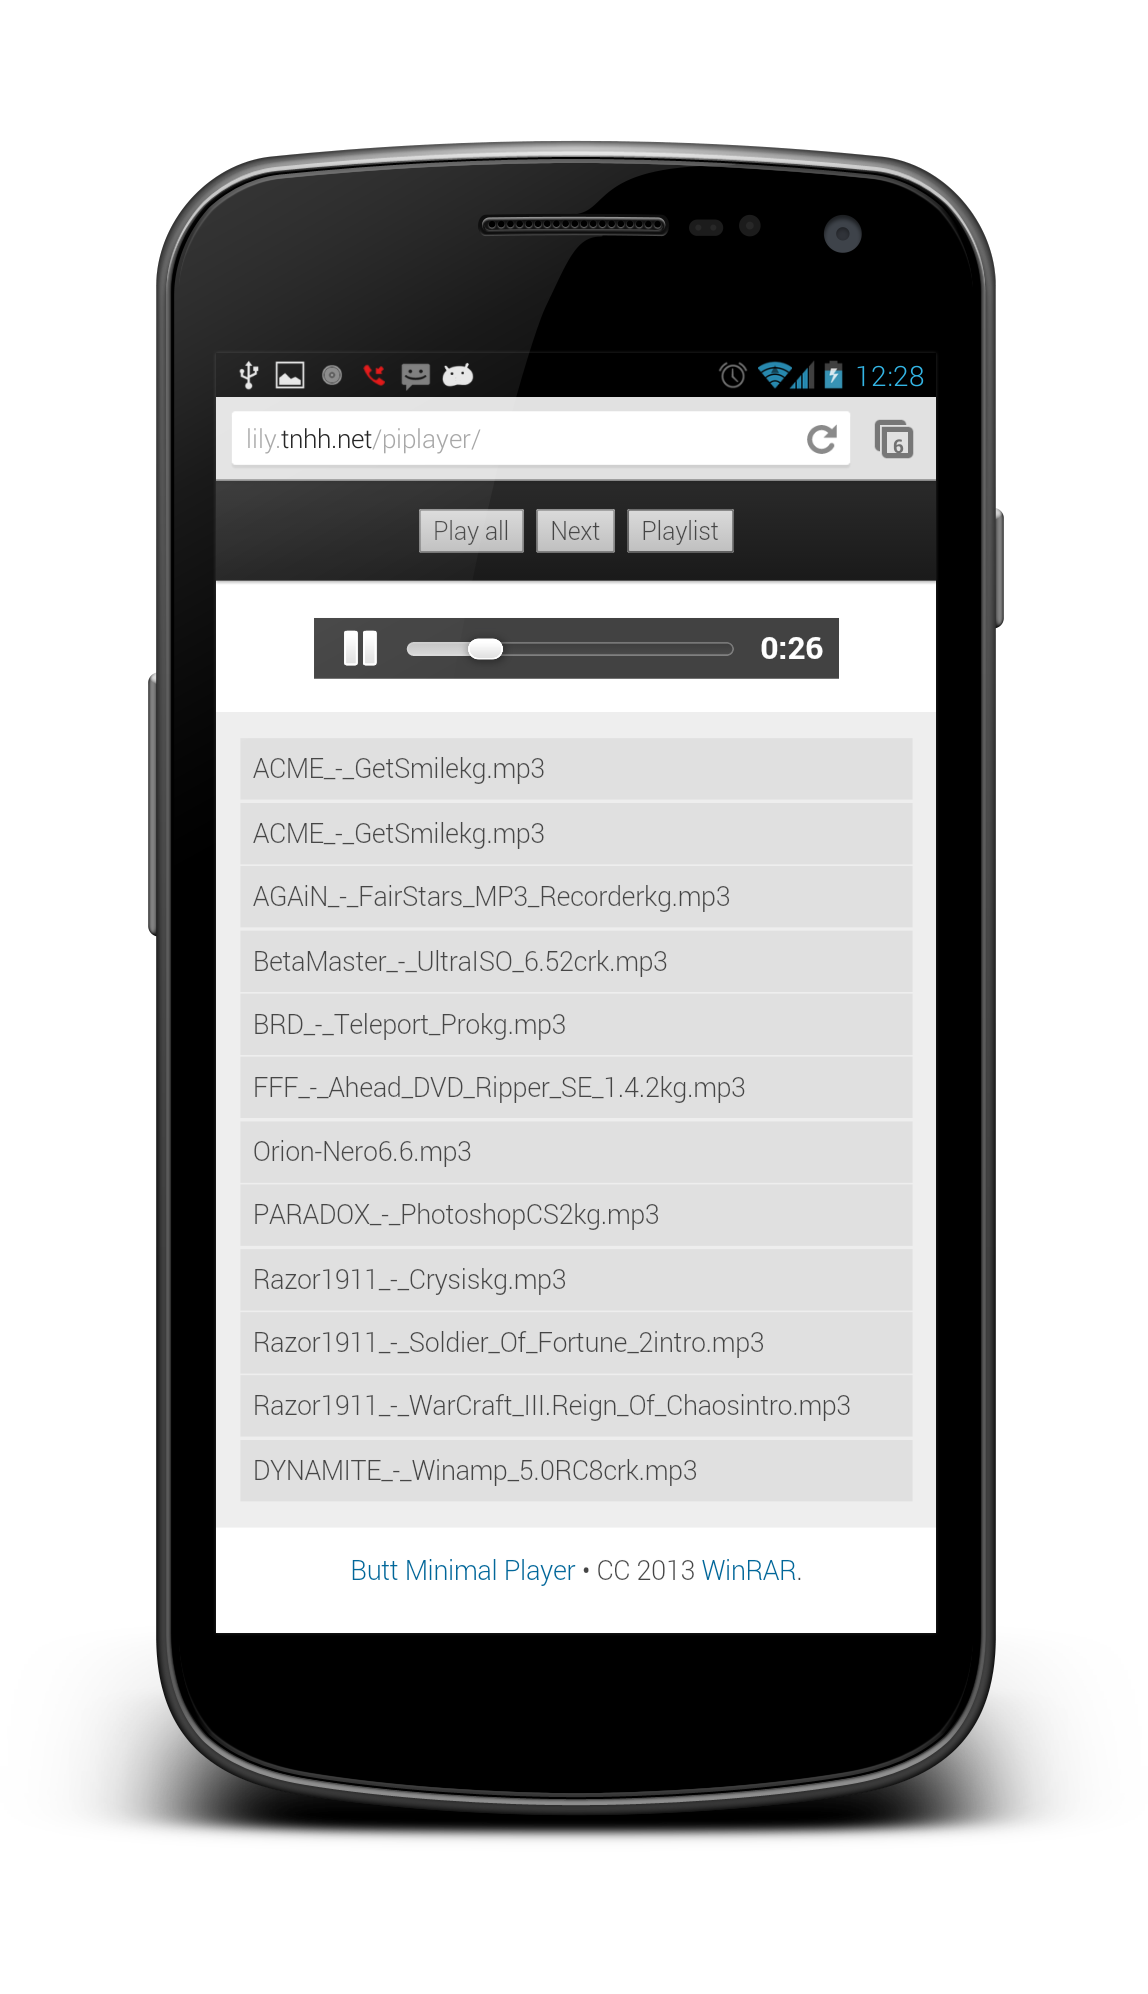 12:28
lily.tnhh.net/piplayer/
6
Play all Next Playlist
0:26
ACME_-_GetSmilekg.mp3
ACME_-_GetSmilekg.mp3
AGAiN_-_FairStars_MP3_Recorderkg.mp3
BetaMaster_-_UltraISO_6.52crk.mp3
BRD_-_Teleport_Prokg.mp3
FFF_-_Ahead_DVD_Ripper_SE_1.4.2kg.mp3
Orion-Nero6.6.mp3
PARADOX_-_PhotoshopCS2kg.mp3
Razor1911_-_Crysiskg.mp3
Razor1911_-_Soldier_Of_Fortune_2intro.mp3
Razor1911_-_WarCraft_III.Reign_Of_Chaosintro.mp3
DYNAMITE_-_Winamp_5.0RC8crk.mp3
Butt Minimal Player • CC 2013 WinRAR.